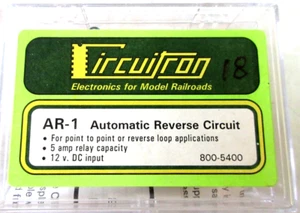 Circuitron
18
Electronics for Model Railroads
AR-1 Automatic Reverse Circuit
• For point to point or reverse loop applications
• 5 amp relay capacity
• 12 v. DC input 800-5400